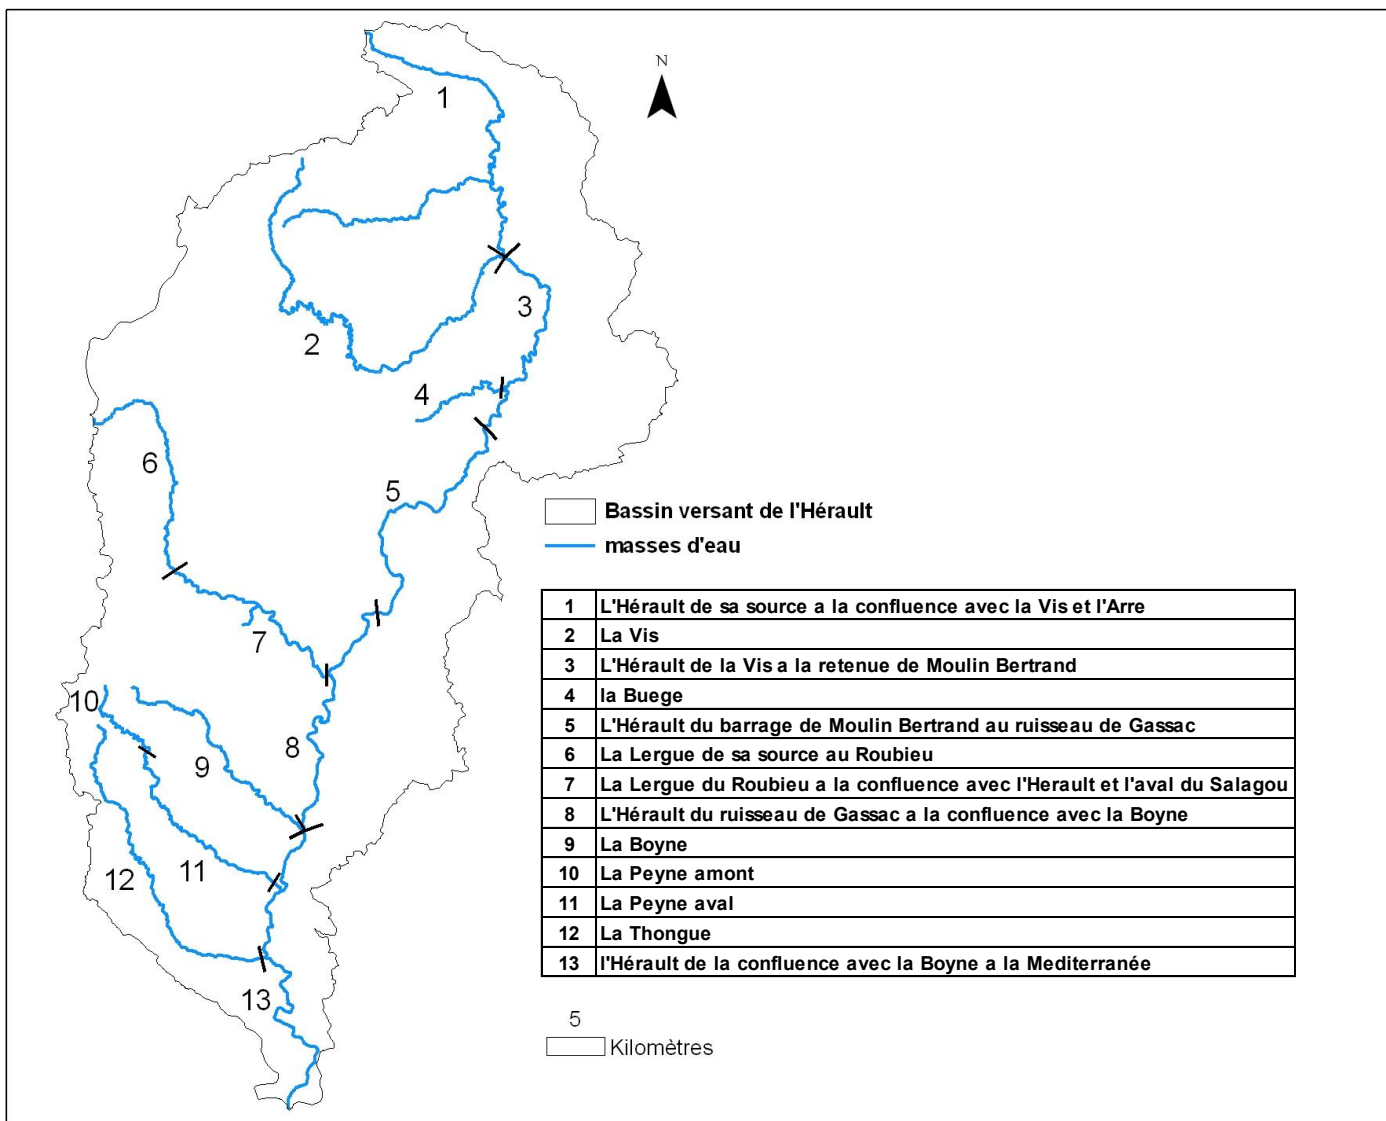 N
1
3
2
4
6
5
7
10
8
9
11
12
13
Bassin versant de l'Hérault
masses d'eau
1 L'Hérault de sa source a la confluence avec la Vis et l'Arre
2 La Vis
3 L'Hérault de la Vis a la retenue de Moulin Bertrand
4 la Buege
5 L'Hérault du barrage de Moulin Bertrand au ruisseau de Gassac
6 La Lergue de sa source au Roubieu
7 La Lergue du Roubieu a la confluence avec l'Herault et l'aval du Salagou
8 L'Hérault du ruisseau de Gassac a la confluence avec la Boyne
9 La Boyne
10 La Peyne amont
11 La Peyne aval
12 La Thongue
13 l'Hérault de la confluence avec la Boyne a la Mediterranée
5
Kilomètres